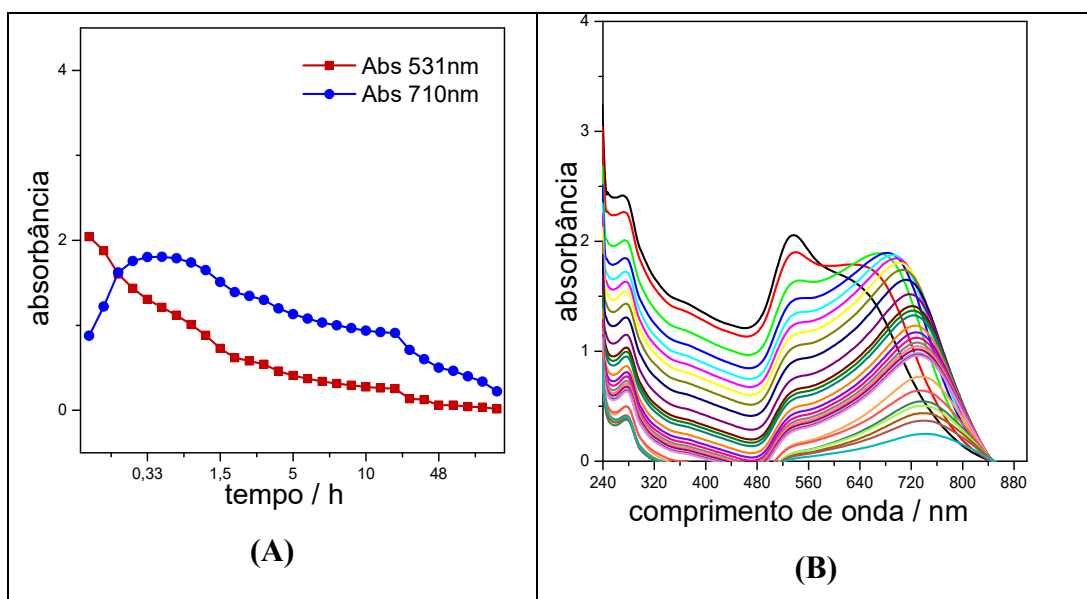 4
2
0
absorbância
Abs 531nm
Abs 710nm
0,33
1,5
5
10
48
tempo / h
(A)
4
3
2
1
0
absorbância
240
320
400
480
560
640
720
800
880
comprimento de onda / nm
(B)